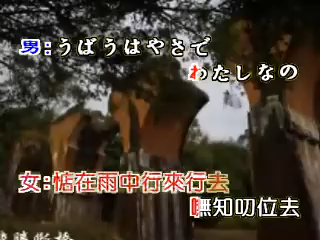 男:うばうはやさで
わたしなの
女:惦在雨中行來行去
嘸知叨位去